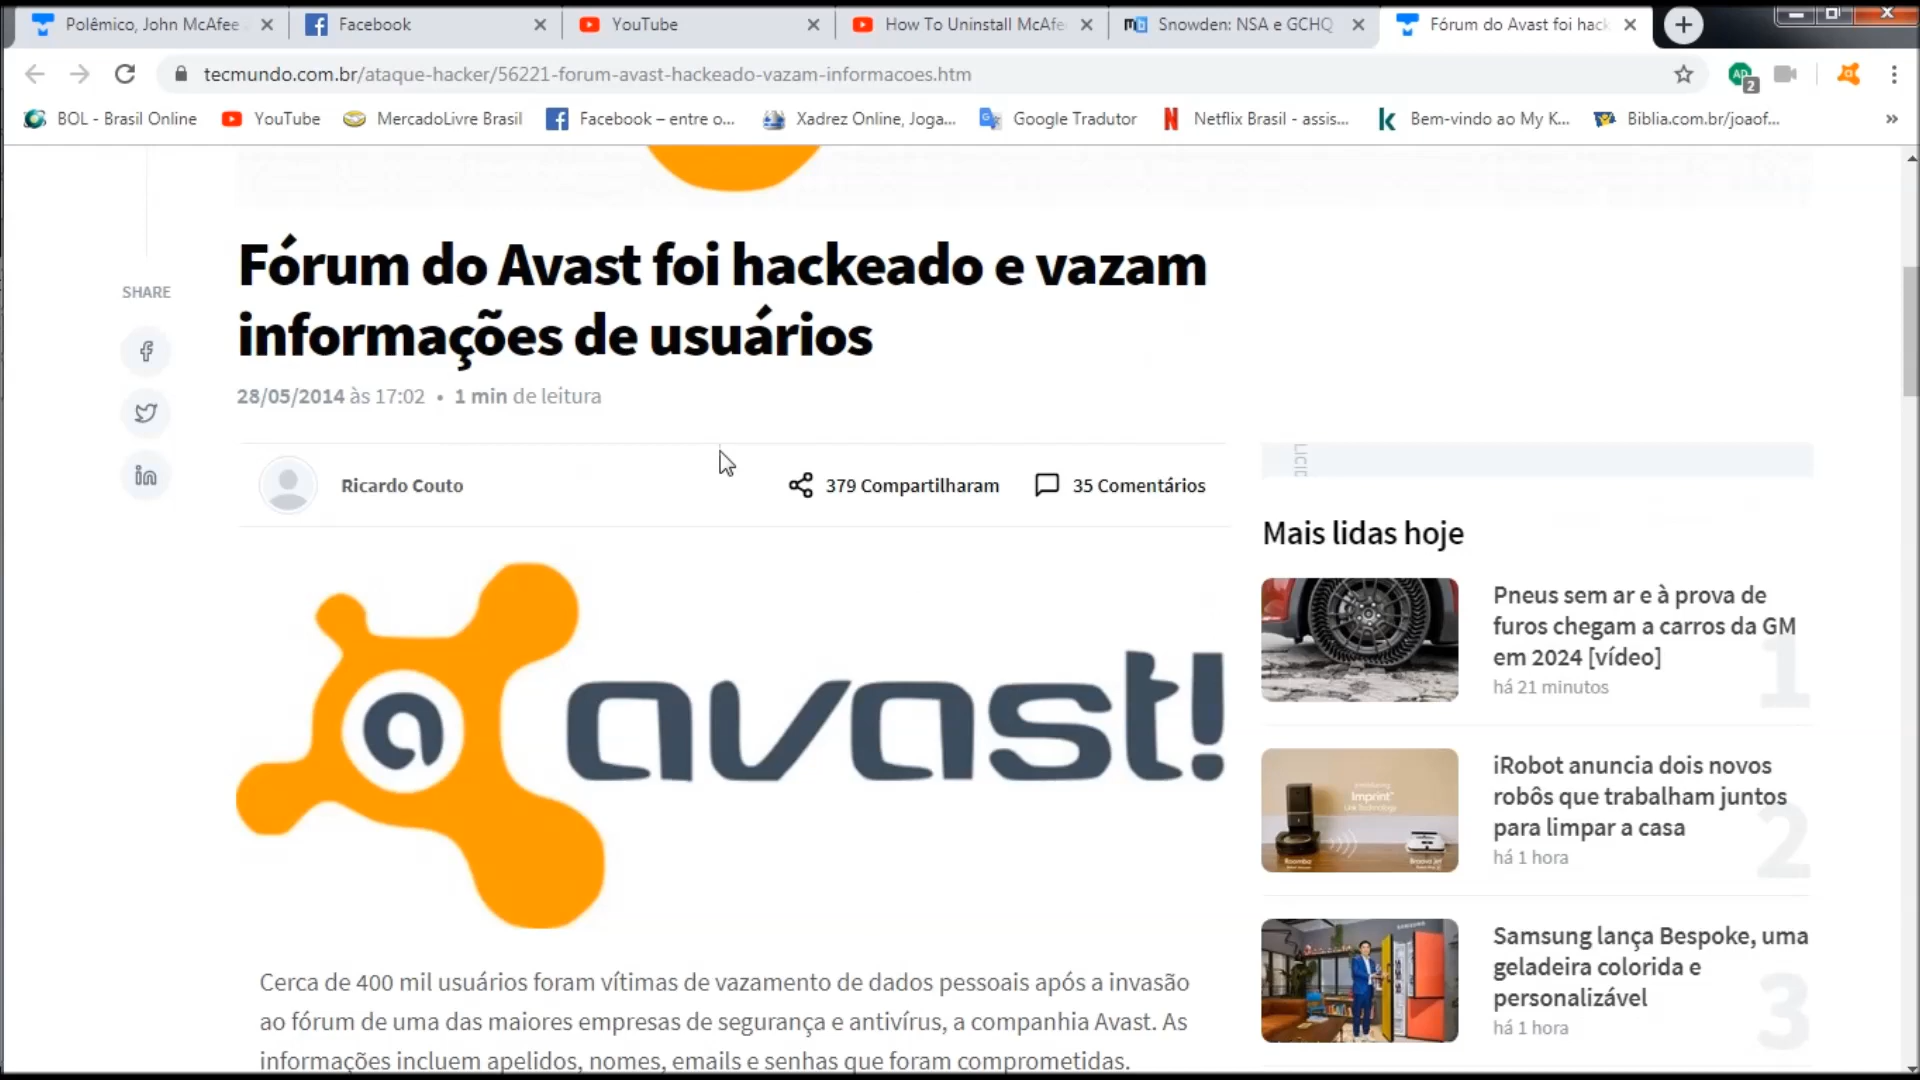 Polêmico, John McAfee
Facebook
YouTube
How To Uninstall McAfe
Snowden: NSA e GCHQ
Fórum do Avast foi hack
tecmundo.com.br/ataque-hacker/56221-forum-avast-hackeado-vazam-informacoes.htm
2
BOL - Brasil Online
YouTube
MercadoLivre Brasil
Facebook – entre o...
Xadrez Online, Joga...
Google Tradutor
Netflix Brasil - assis...
Bem-vindo ao My K...
Biblia.com.br/joaof...
»
Fórum do Avast foi hackeado e vazam
informações de usuários
SHARE
28/05/2014 às 17:02 • 1 min de leitura
Ricardo Couto
379 Compartilharam
35 Comentários
avast!
Cerca de 400 mil usuários foram vítimas de vazamento de dados pessoais após a invasão
ao fórum de uma das maiores empresas de segurança e antivírus, a companhia Avast. As
informações incluem apelidos, nomes, emails e senhas que foram comprometidas.
Mais lidas hoje
Pneus sem ar e à prova de
furos chegam a carros da GM
em 2024 [vídeo]
há 21 minutos
1
iRobot anuncia dois novos
robôs que trabalham juntos
para limpar a casa
há 1 hora
2
Imprint
Samsung lança Bespoke, uma
geladeira colorida e
personalizável
há 1 hora
3